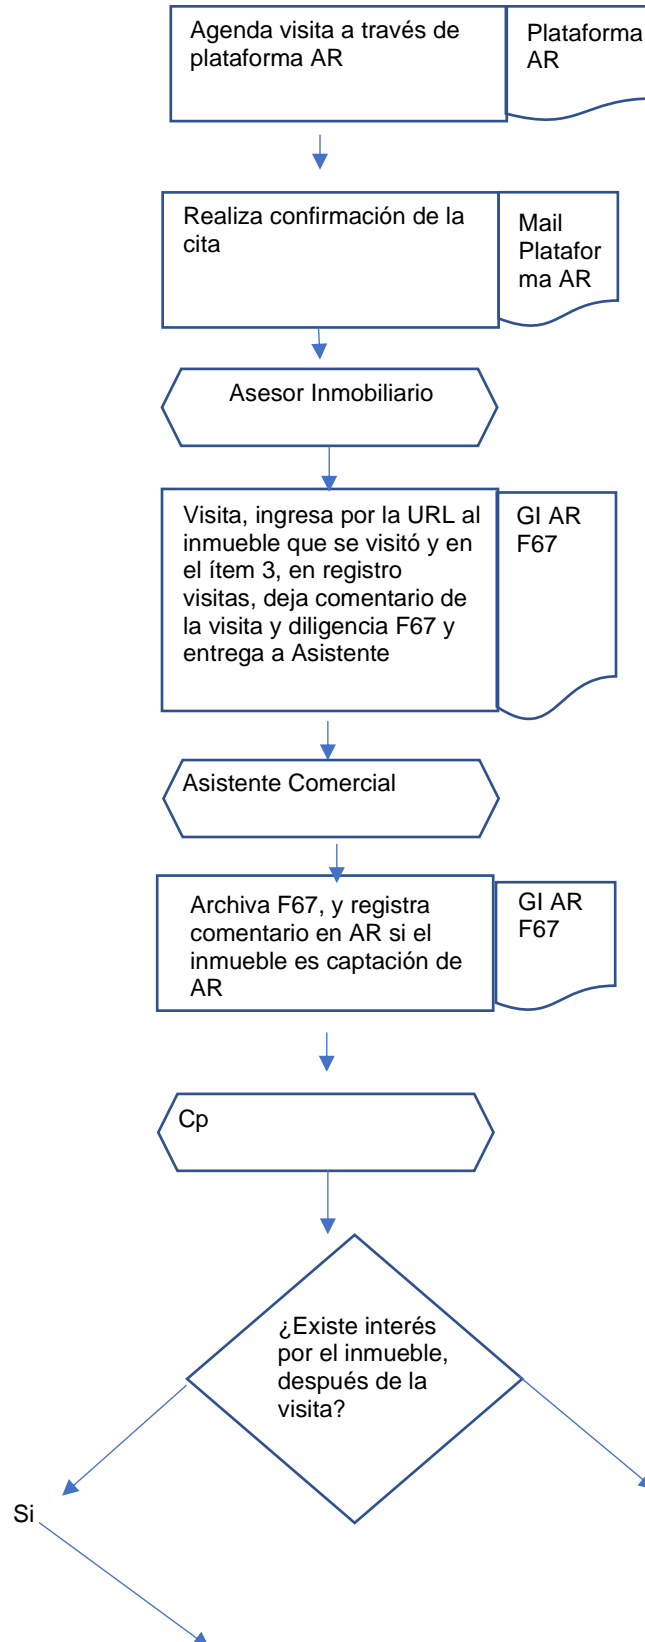 Agenda visita a través de
plataforma AR
Plataforma
AR
Realiza confirmación de la
cita
Mail
Platafor
ma AR
Asesor Inmobiliario
Visita, ingresa por la URL al
inmueble que se visitó y en
el ítem 3, en registro
visitas, deja comentario de
la visita y diligencia F67 y
entrega a Asistente
GI AR
F67
Asistente Comercial
Archiva F67, y registra
comentario en AR si el
inmueble es captación de
AR
GI AR
F67
Cp
¿Existe interés
por el inmueble,
después de la
visita?
Si